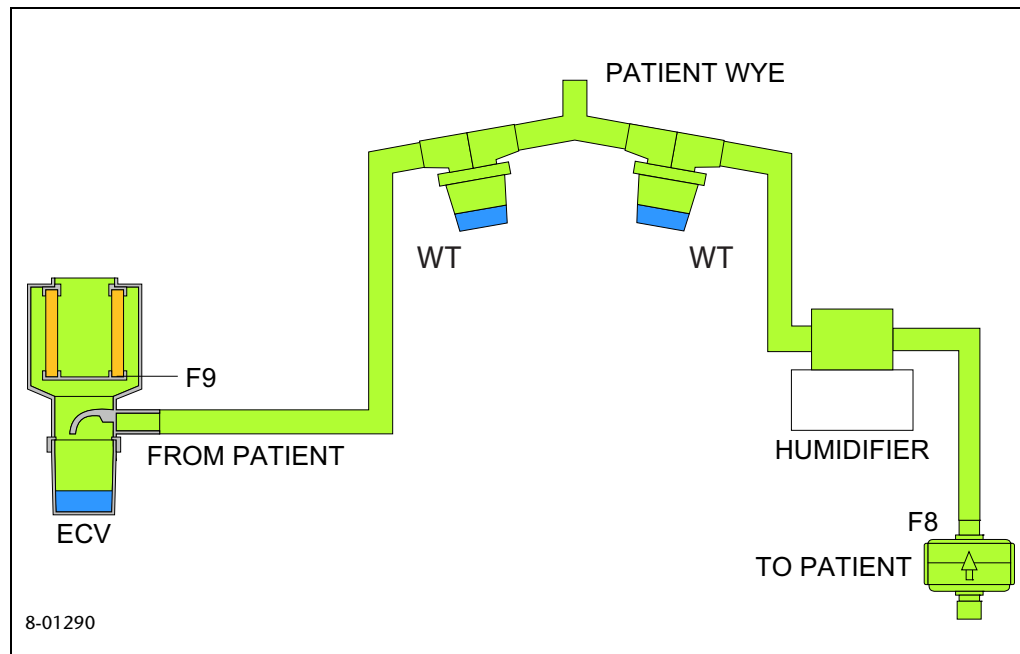 PATIENT WYE
WT
WT
F9
FROM PATIENT
HUMIDIFIER
ECV
F8
TO PATIENT
8-01290